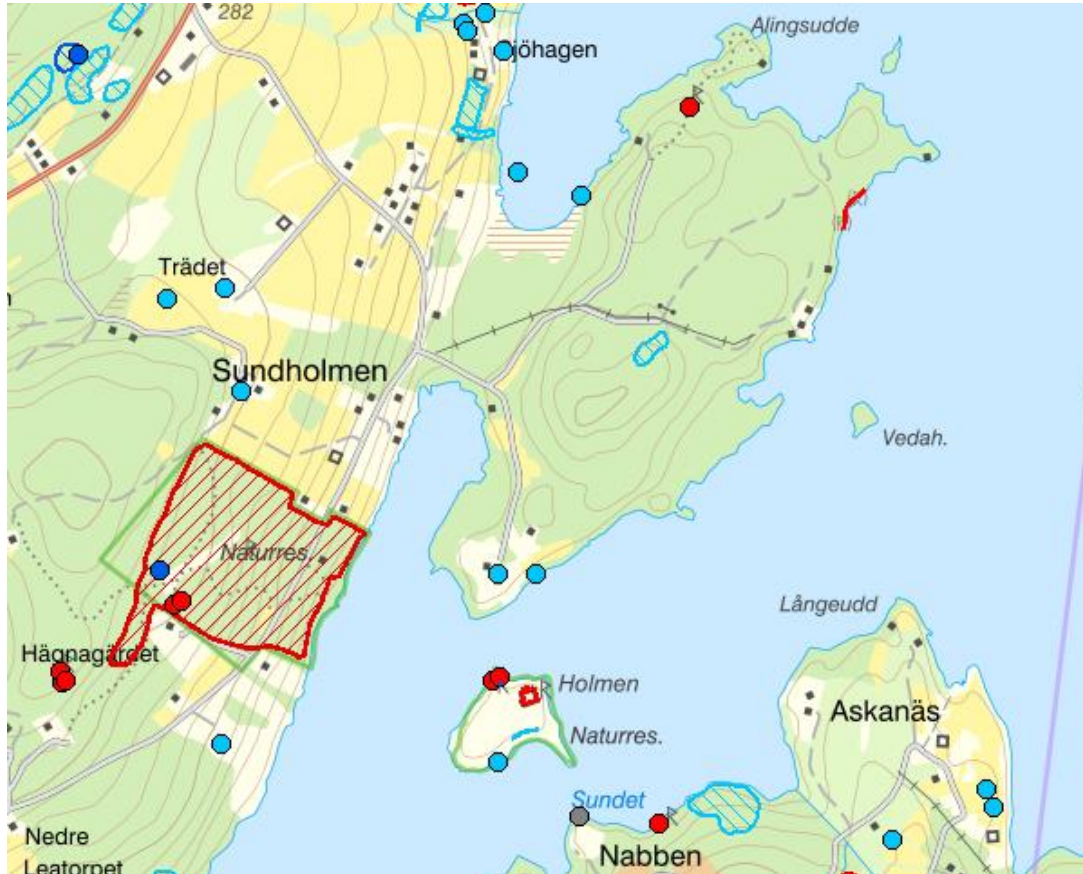 282
Alingsudde
Sjöhagen
(R)
Trädet
Sundholmen
Vedah.
Naturres.
Långeudd
Hägnagärdet
Holmen
Askanäs
Naturres.
Sundet
Nedre
Leatorpet
Nabben